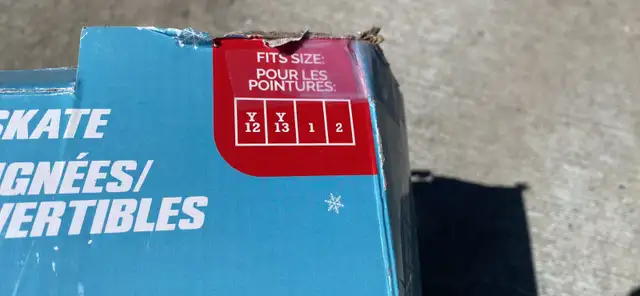 FITS SIZE:
POUR LES
POINTURES:
Y 12 Y 13 1 2
SKATE
IGNÉES/
VERTIBLES